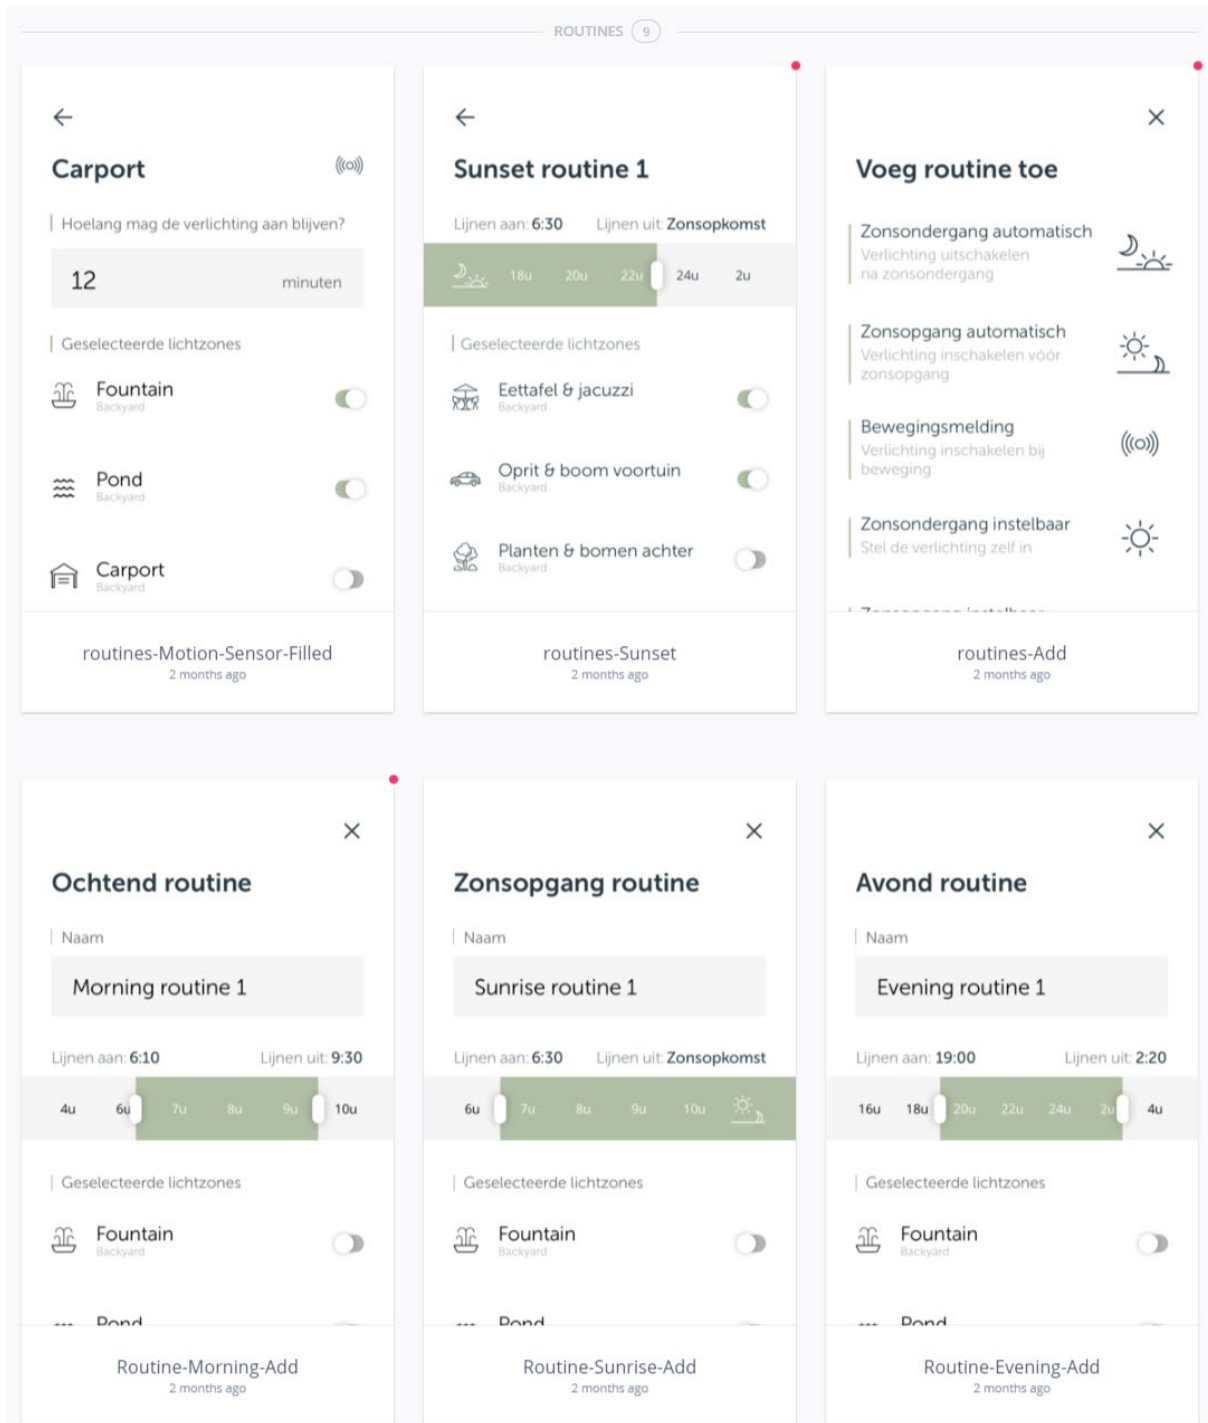 ROUTINES 9
Carport
Hoelang mag de verlichting aan blijven?
12 minuten
Geselecteerde lichtzones
Fountain
Backyard
Pond
Backyard
Carport
Backyard
routines-Motion-Sensor-Filled
2 months ago
Sunset routine 1
Lijnen aan: 6:30 Lijnen uit: Zonsopkomst
18u 20u 22u 24u 2u
Geselecteerde lichtzones
Eettafel & jacuzzi
Backyard
Oprit & boom voortuin
Backyard
Planten & bomen achter
Backyard
routines-Sunset
2 months ago
Voeg routine toe
Zonsondergang automatisch
Verlichting uitschakelen
na zonsondergang
Zonsopgang automatisch
Verlichting inschakelen vóór
zonsopgang
Bewegingsmelding
Verlichting inschakelen bij
beweging
Zonsondergang instelbaar
Stel de verlichting zelf in
routines-Add
2 months ago
Ochtend routine
Naam
Morning routine 1
Lijnen aan: 6:10 Lijnen uit: 9:30
4u 6u 7u 8u 9u 10u
Geselecteerde lichtzones
Fountain
Backyard
Pond
Routine-Morning-Add
2 months ago
Zonsopgang routine
Naam
Sunrise routine 1
Lijnen aan: 6:30 Lijnen uit: Zonsopkomst
6u 7u 8u 9u 10u
Geselecteerde lichtzones
Fountain
Backyard
Pond
Routine-Sunrise-Add
2 months ago
Avond routine
Naam
Evening routine 1
Lijnen aan: 19:00 Lijnen uit: 2:20
16u 18u 20u 22u 24u 2u 4u
Geselecteerde lichtzones
Fountain
Backyard
Pond
Routine-Evening-Add
2 months ago